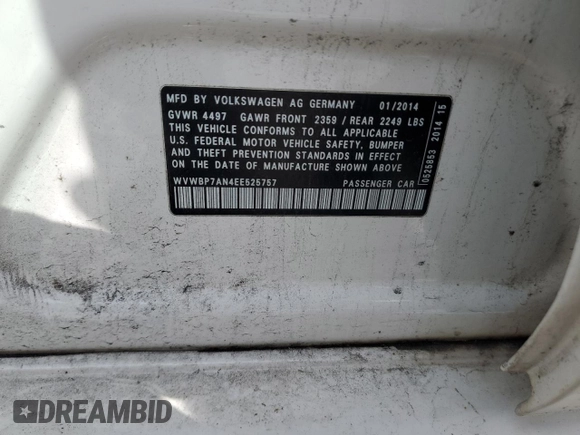 MFD BY VOLKSWAGEN AG GERMANY 01/2014
GVWR 4497 GAWR FRONT 2359 / REAR 2249 LBS
THIS VEHICLE CONFORMS TO ALL APPLICABLE
U.S. FEDERAL MOTOR VEHICLE SAFETY, BUMPER
AND THEFT PREVENTION STANDARDS IN EFFECT
ON THE DATE OF MANUFACTURE SHOWN ABOVE
WVWBP7AN4EE525757 PASSENGER CAR
0525853 2014 15
DREAMBID